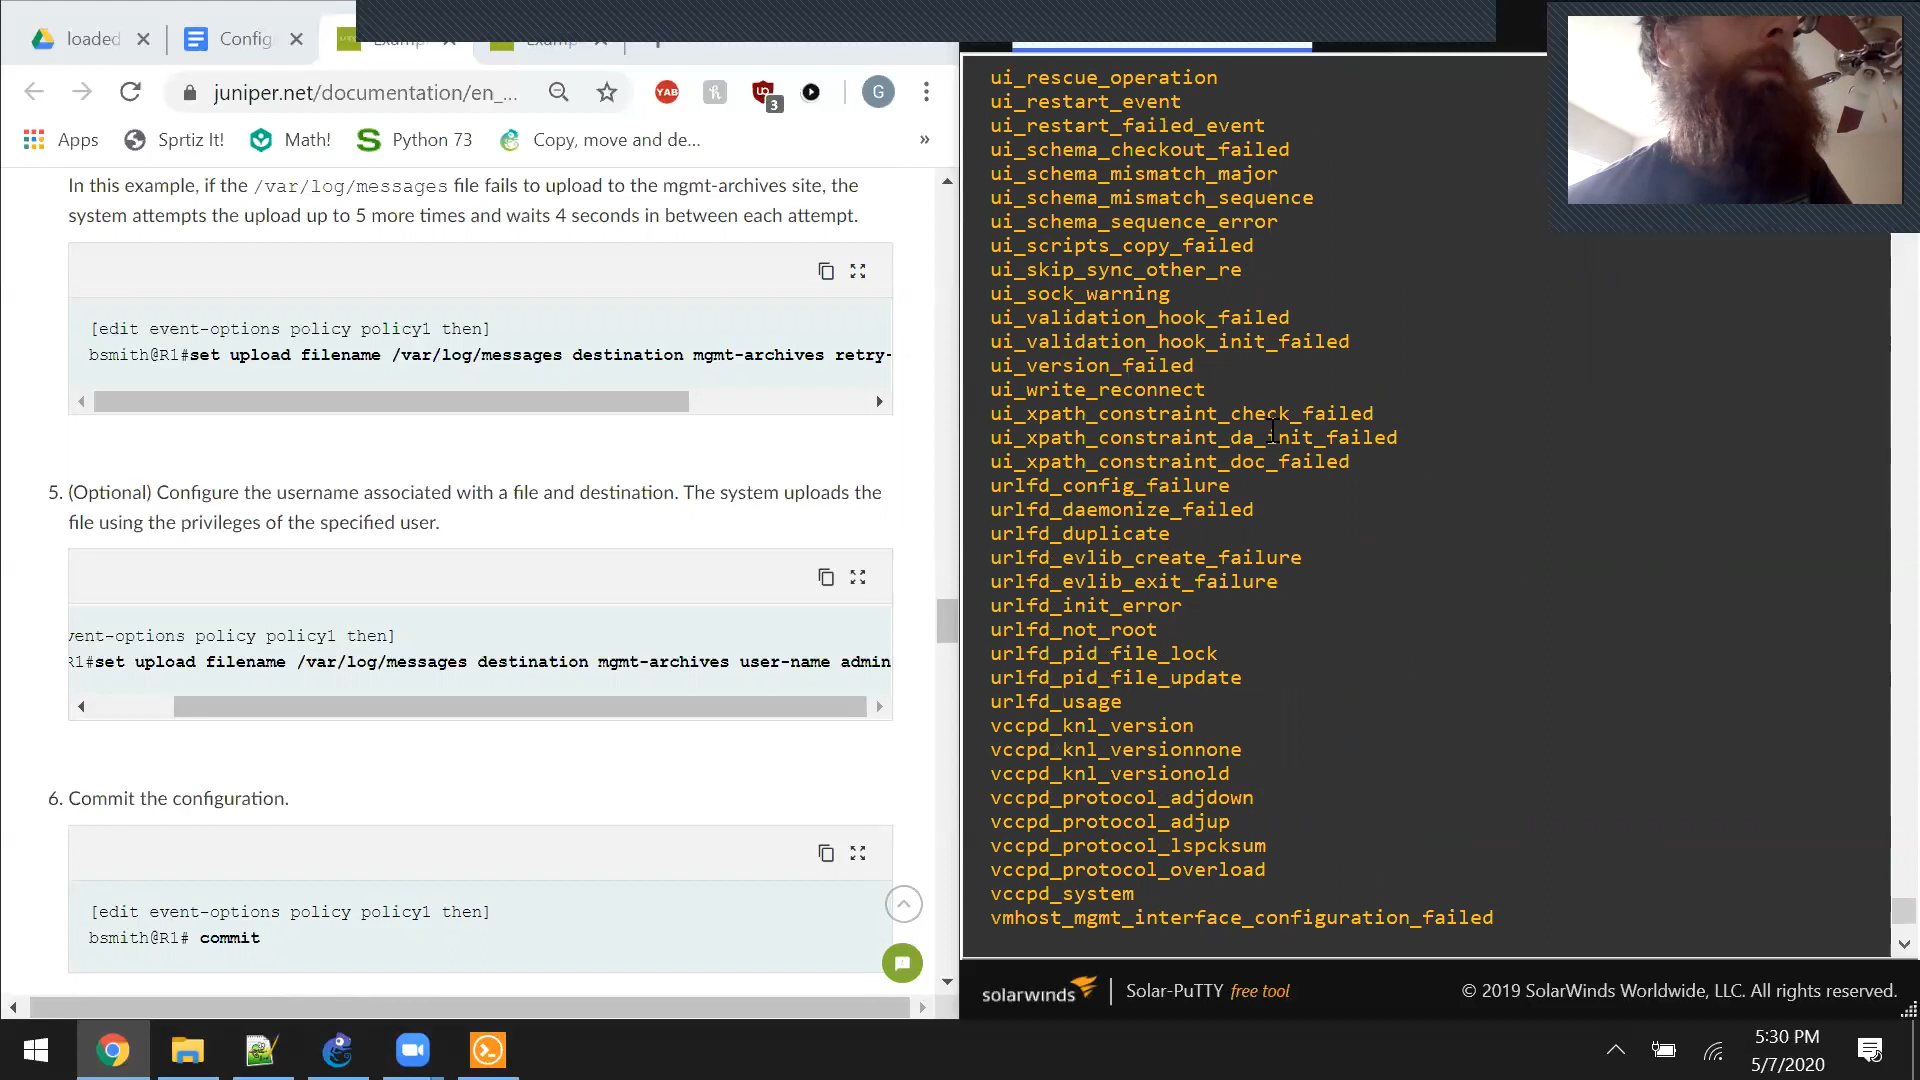 loaded
Config
juniper.net/documentation/en_...
YAB
3
G
Apps
Sprtiz It!
Math!
Python 73
Copy, move and de...
»
In this example, if the /var/log/messages file fails to upload to the mgmt-archives site, the
system attempts the upload up to 5 more times and waits 4 seconds in between each attempt.
[edit event-options policy policy1 then]
bsmith@R1#set upload filename /var/log/messages destination mgmt-archives retry-
5. (Optional) Configure the username associated with a file and destination. The system uploads the
file using the privileges of the specified user.
vent-options policy policy1 then]
R1#set upload filename /var/log/messages destination mgmt-archives user-name admin
6. Commit the configuration.
[edit event-options policy policy1 then]
bsmith@R1# commit
ui_rescue_operation
ui_restart_event
ui_restart_failed_event
ui_schema_checkout_failed
ui_schema_mismatch_major
ui_schema_mismatch_sequence
ui_schema_sequence_error
ui_scripts_copy_failed
ui_skip_sync_other_re
ui_sock_warning
ui_validation_hook_failed
ui_validation_hook_init_failed
ui_version_failed
ui_write_reconnect
ui_xpath_constraint_check_failed
ui_xpath_constraint_da_init_failed
ui_xpath_constraint_doc_failed
urlfd_config_failure
urlfd_daemonize_failed
urlfd_duplicate
urlfd_evlib_create_failure
urlfd_evlib_exit_failure
urlfd_init_error
urlfd_not_root
urlfd_pid_file_lock
urlfd_pid_file_update
urlfd_usage
vccpd_knl_version
vccpd_knl_versionnone
vccpd_knl_versionold
vccpd_protocol_adjdown
vccpd_protocol_adjup
vccpd_protocol_lspcksum
vccpd_protocol_overload
vccpd_system
vmhost_mgmt_interface_configuration_failed
solarwinds | Solar-PuTTY free tool
© 2019 SolarWinds Worldwide, LLC. All rights reserved.
5:30 PM
5/7/2020